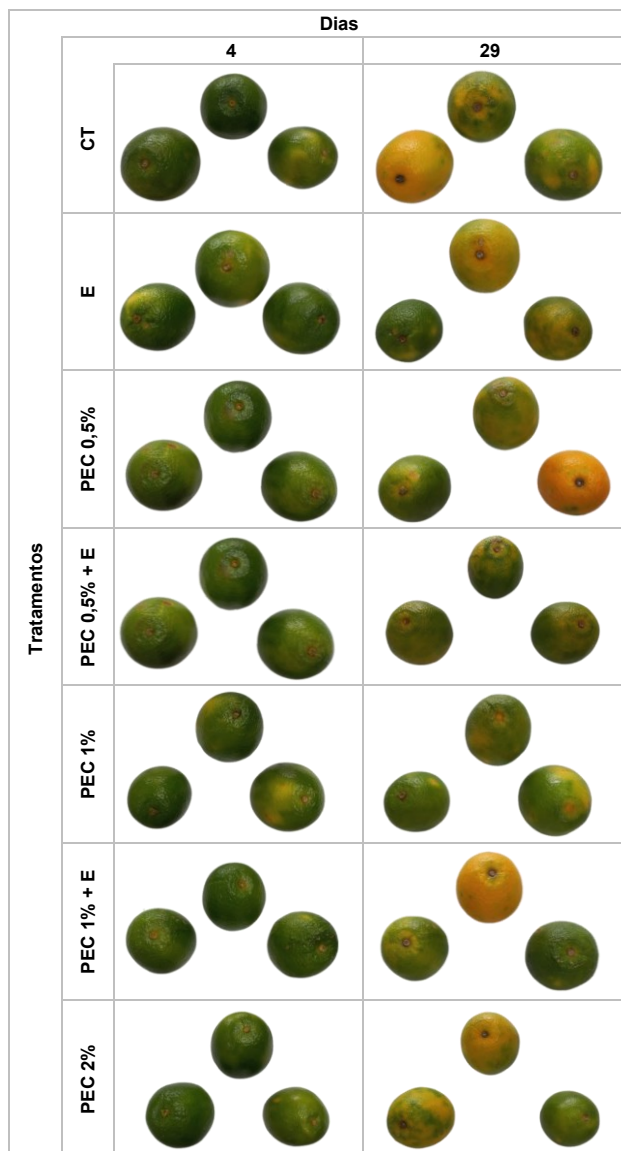 Dias
4 29
Tratamentos
CT
E
PEC 0,5%
PEC 0,5% + E
PEC 1%
PEC 1% + E
PEC 2%